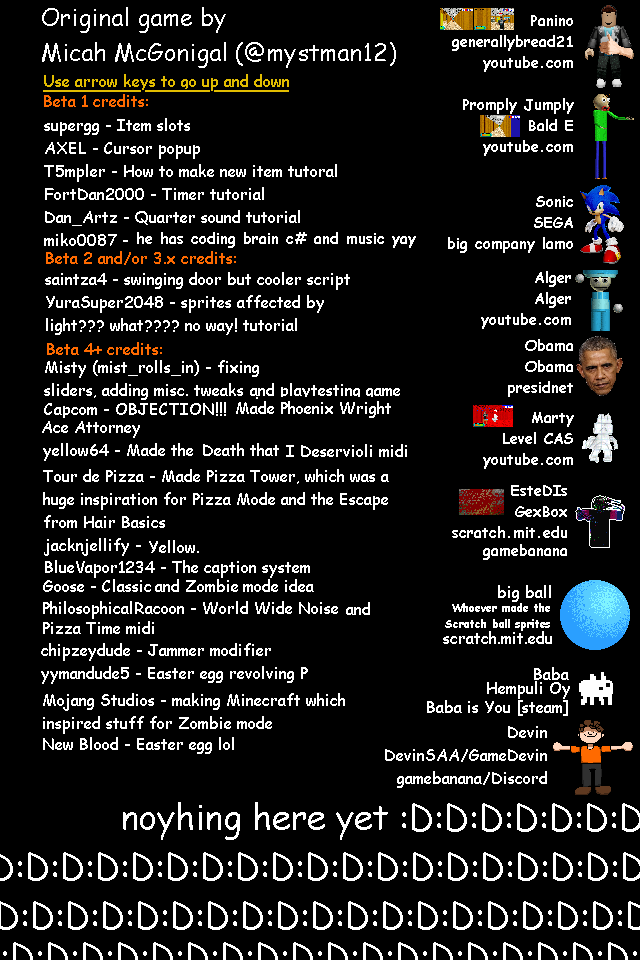 Original game by
Micah McGonigal (@mystman12)
Use arrow keys to go up and down
Beta 1 credits:
supergg - Item slots
AXEL - Cursor popup
T5mpler - How to make new item tutoral
FortDan2000 - Timer tutorial
Dan_Artz - Quarter sound tutorial
miko0087 - he has coding brain c# and music yay
Beta 2 and/or 3.x credits:
saintza4 - swinging door but cooler script
YuraSuper2048 - sprites affected by
light??? what???? no way! tutorial
Beta 4+ credits:
Misty (mist_rolls_in) - fixing
sliders, adding misc. tweaks and playtesting game
Capcom - OBJECTION!!! Made Phoenix Wright
Ace Attorney
yellow64 - Made the Death that I Deservioli midi
Tour de Pizza - Made Pizza Tower, which was a
huge inspiration for Pizza Mode and the Escape
from Hair Basics
jacknjellify - Yellow.
BlueVapor1234 - The caption system
Goose - Classic and Zombie mode idea
PhilosophicalRacoon - World Wide Noise and
Pizza Time midi
chipzeydude - Jammer modifier
yymandude5 - Easter egg revolving P
Mojang Studios - making Minecraft which
inspired stuff for Zombie mode
New Blood - Easter egg lol
Panino
generallybread21
youtube.com
Promply Jumply
Bald E
youtube.com
Sonic
SEGA
big company lamo
Alger
Alger
youtube.com
Obama
Obama
presidnet
Marty
Level CAS
youtube.com
EsteDIs
GexBox
scratch.mit.edu
gamebanana
big ball
Whoever made the
Scratch ball sprites
scratch.mit.edu
Baba
Hempuli Oy
Baba is You [steam]
Devin
DevinSAA/GameDevin
gamebanana/Discord
noyhing here yet :D:D:D:D:D:D
D:D:D:D:D:D:D:D:D:D:D:D:D:D
D:D:D:D:D:D:D:D:D:D:D:D:D:D
D:D:D:D:D:D:D:D:D:D:D:D:D:D